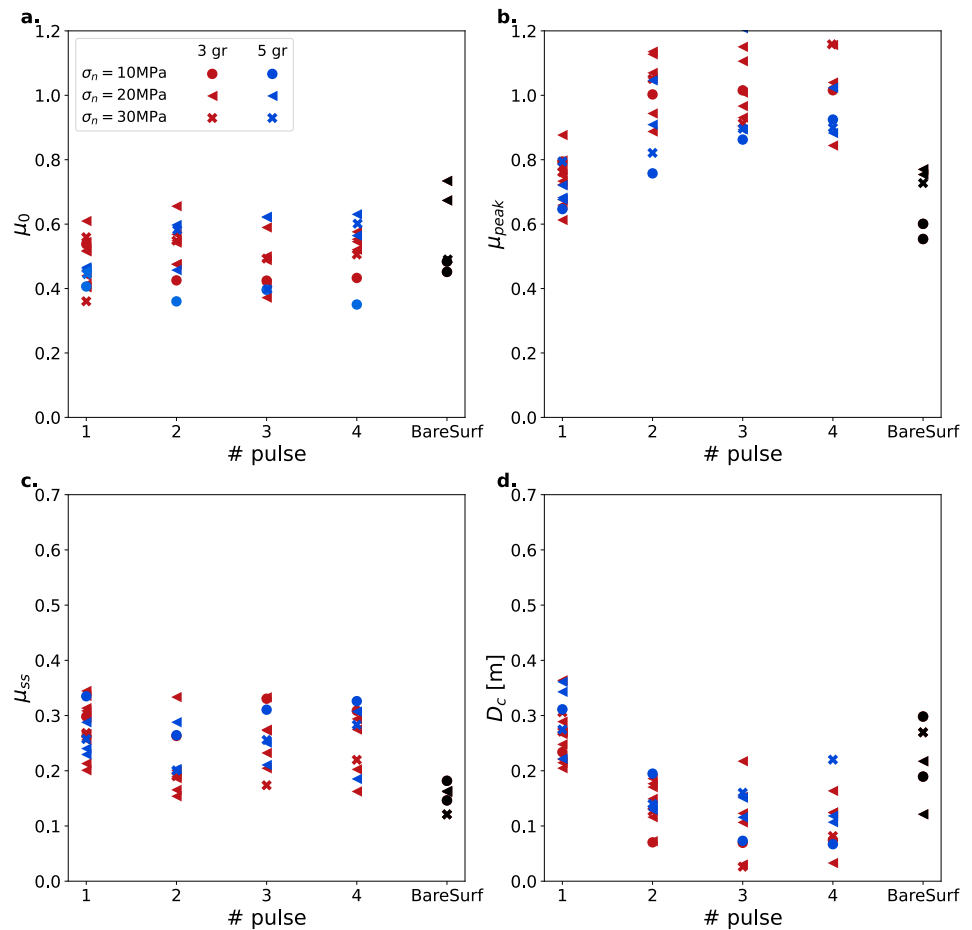 a.
b.
1.2
1.0
0.8
0.6
0.4
0.2
0.0
μ0
3 gr 5 gr
σn = 10MPa
σn = 20MPa
σn = 30MPa
1 2 3 4 BareSurf
# pulse
1.2
1.0
0.8
0.6
0.4
0.2
0.0
μpeak
1 2 3 4 BareSurf
# pulse
c.
d.
0.7
0.6
0.5
0.4
0.3
0.2
0.1
0.0
μss
1 2 3 4 BareSurf
# pulse
0.7
0.6
0.5
0.4
0.3
0.2
0.1
0.0
Dc [m]
1 2 3 4 BareSurf
# pulse